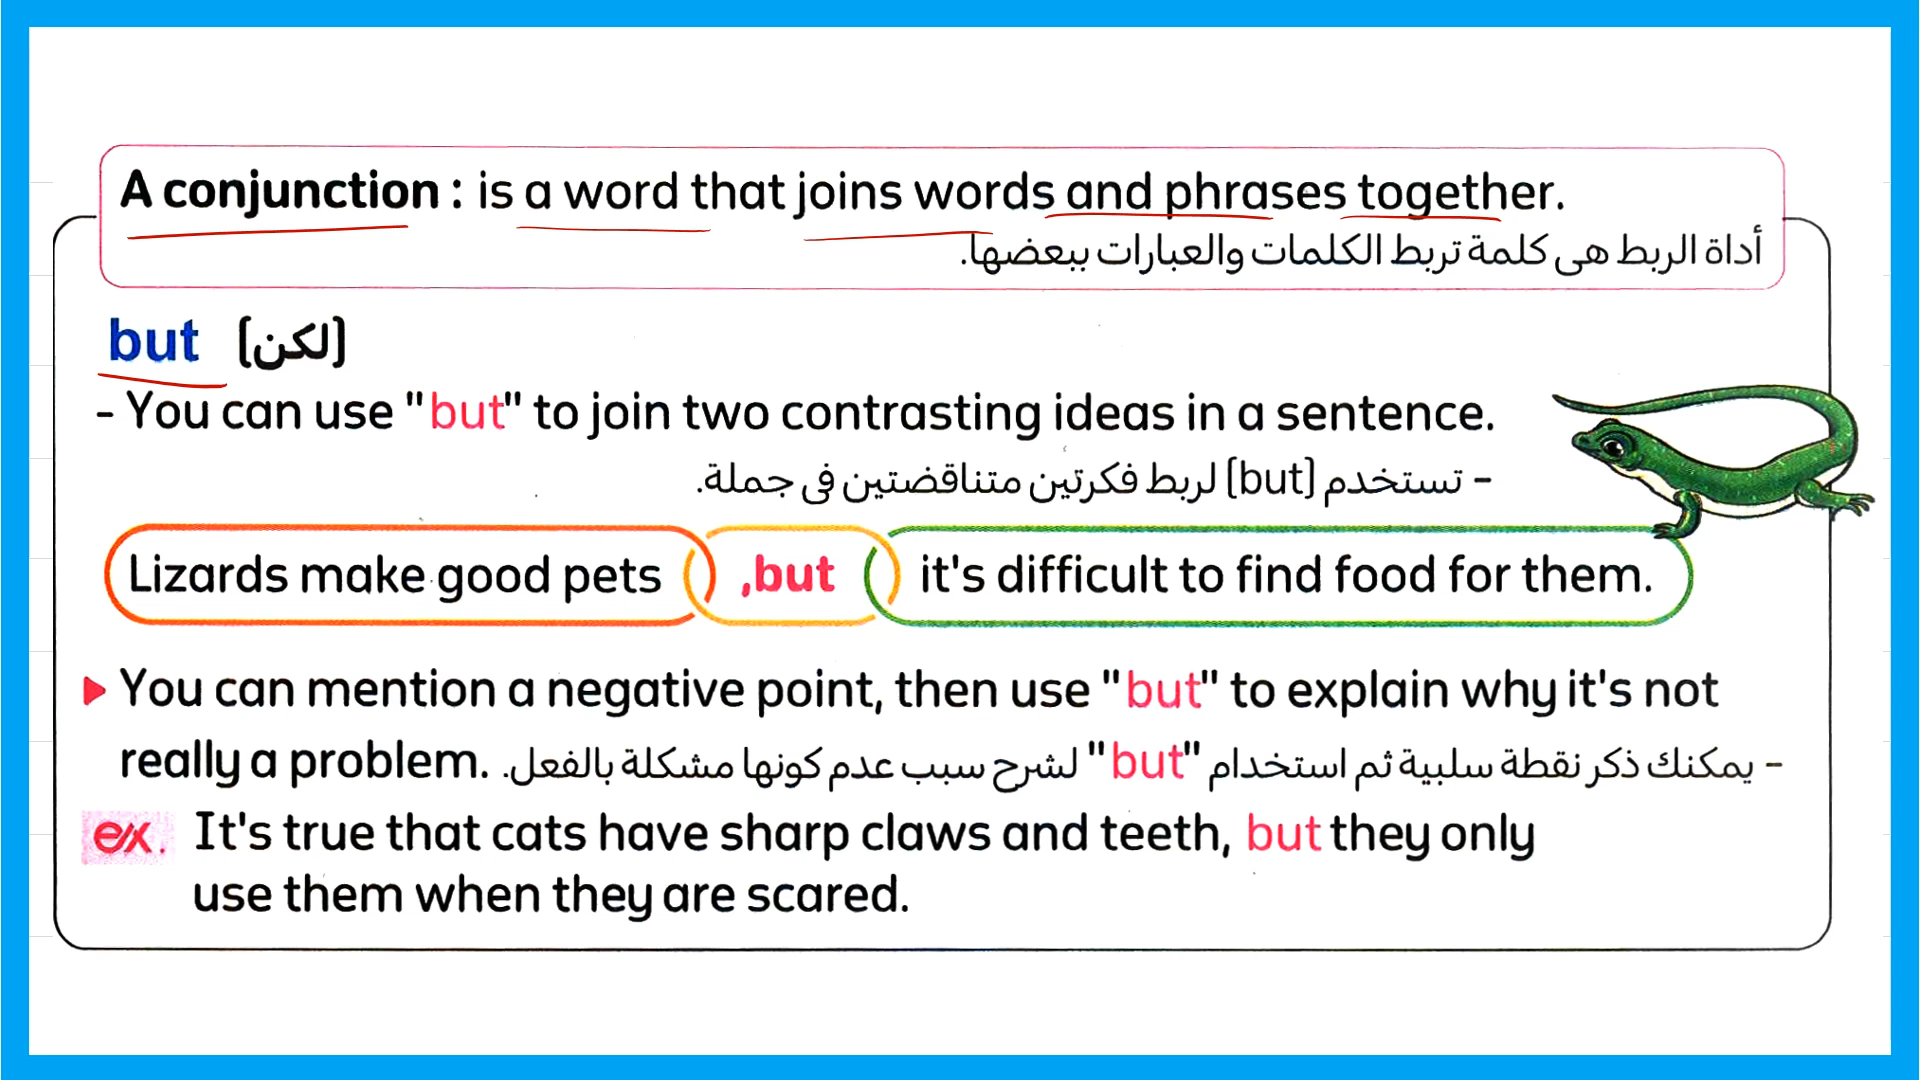 A conjunction : is a word that joins words and phrases together.
أداة الربط هى كلمة تربط الكلمات والعبارات ببعضها.
but (لكن)
- You can use "but" to join two contrasting ideas in a sentence.
- تستخدم (but) لربط فكرتين متناقضتين فى جملة.
Lizards make good pets ,but it's difficult to find food for them.
You can mention a negative point, then use "but" to explain why it's not
really a problem. - يمكنك ذكر نقطة سلبية ثم استخدام "but" لشرح سبب عدم كونها مشكلة بالفعل.
ex. It's true that cats have sharp claws and teeth, but they only
use them when they are scared.